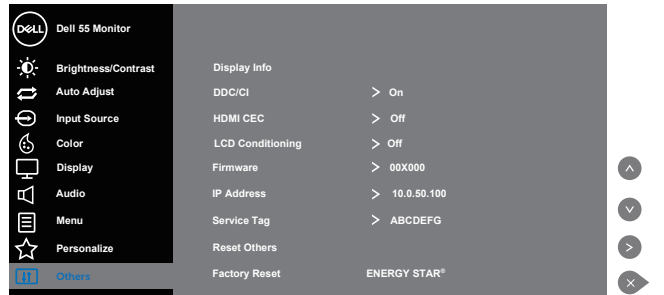 DELL Dell 55 Monitor
Brightness/Contrast Display Info
Auto Adjust DDC/CI > On
Input Source HDMI CEC > Off
Color LCD Conditioning > Off
Display Firmware > 00X000
Audio IP Address > 10.0.50.100
Menu Service Tag > ABCDEFG
Personalize Reset Others
Others Factory Reset ENERGY STAR®